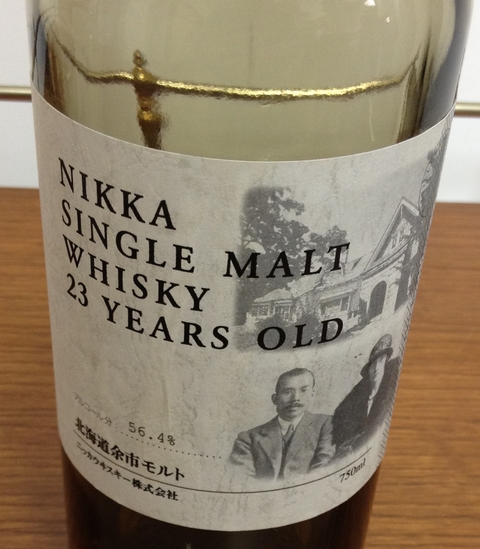 NIKKA
SINGLE MALT
WHISKY
23 YEARS OLD
アルコール分 56.4%
北海道余市モルト
ニッカウヰスキー株式会社
750ml